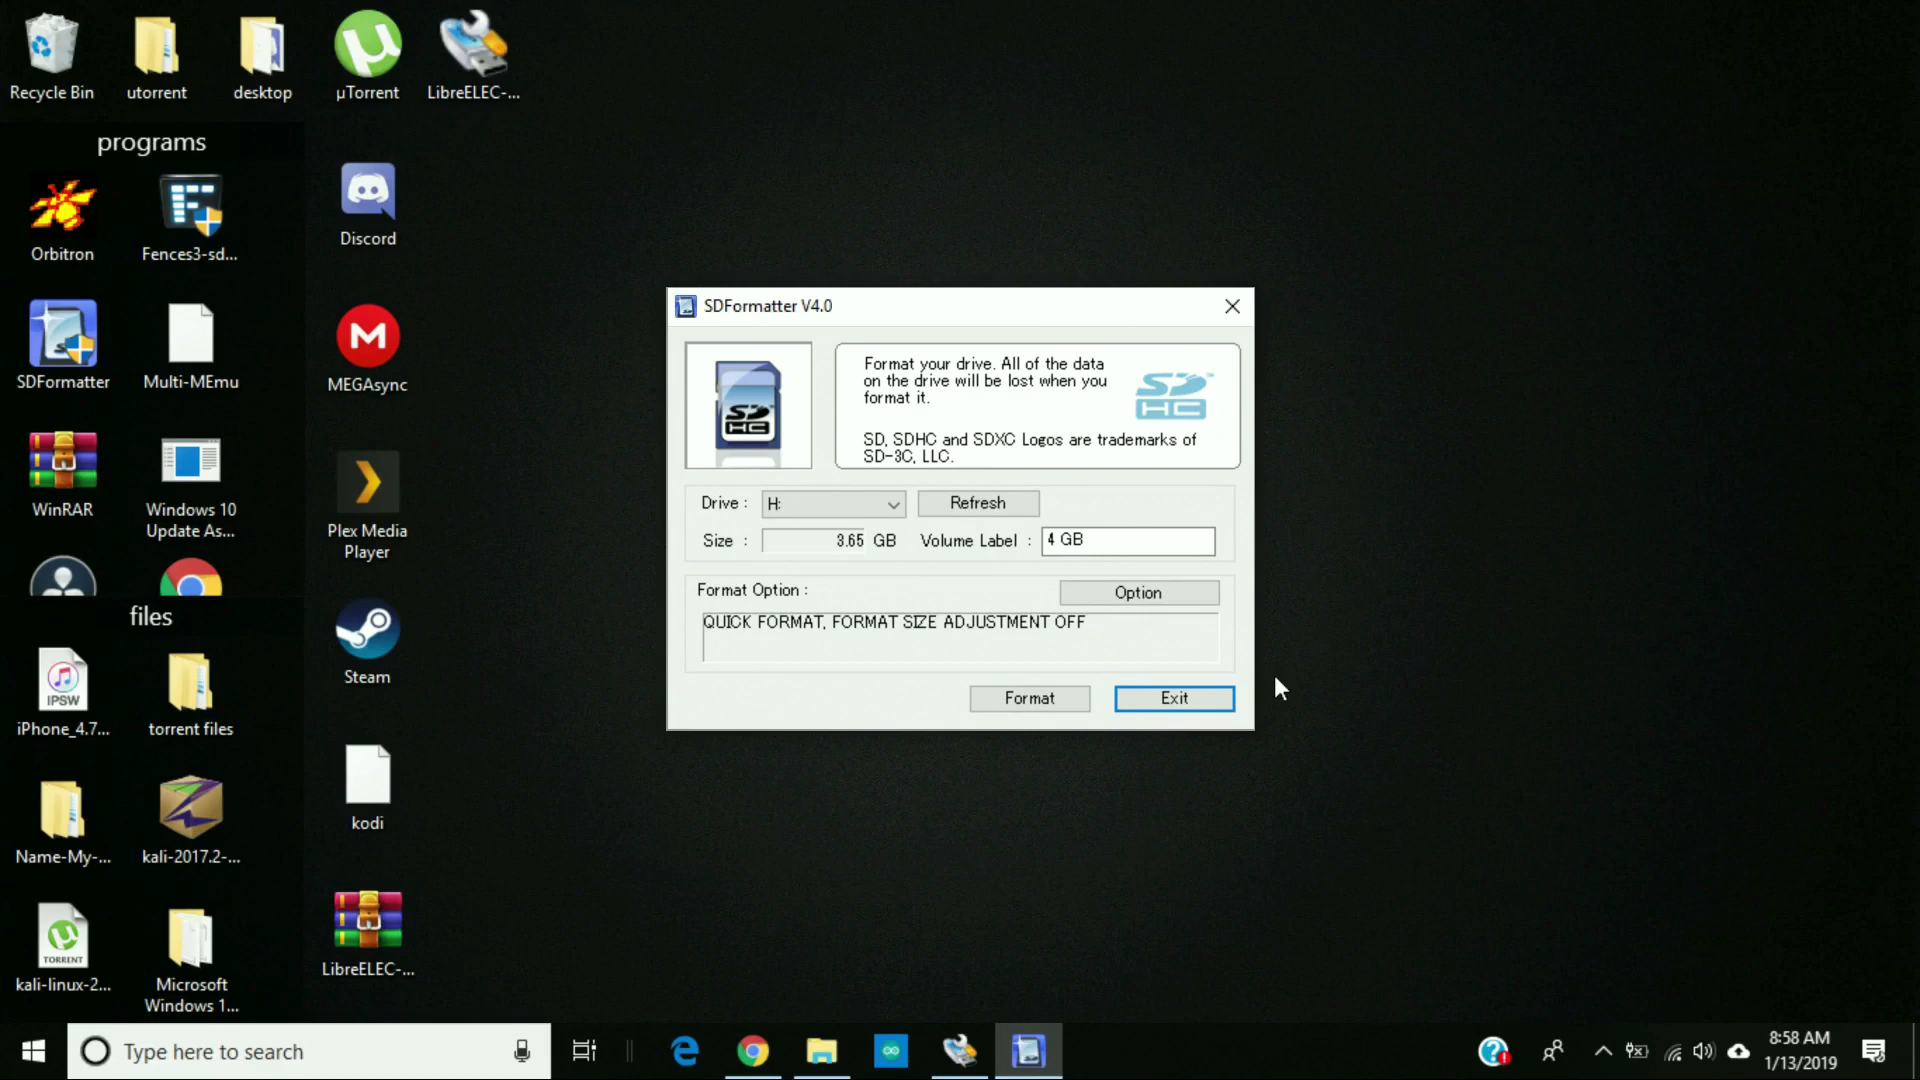 Recycle Bin
utorrent
desktop
µTorrent
LibreELEC-...
programs
Orbitron
Fences3-sd...
Discord
SDFormatter
Multi-MEmu
MEGAsync
WinRAR
Windows 10
Update As...
Plex Media
Player
files
Steam
IPSW
iPhone_4.7...
torrent files
kodi
Name-My-...
kali-2017.2-...
TORRENT
kali-linux-2...
Microsoft
Windows 1...
LibreELEC-...
SDFormatter V4.0
SD
HC
Format your drive. All of the data
on the drive will be lost when you
format it.
SD
HC
SD, SDHC and SDXC Logos are trademarks of
SD-3C, LLC.
Drive : H: Refresh
Size : 3.65 GB Volume Label : 4 GB
Format Option : Option
QUICK FORMAT, FORMAT SIZE ADJUSTMENT OFF
Format Exit
Type here to search
8:58 AM
1/13/2019